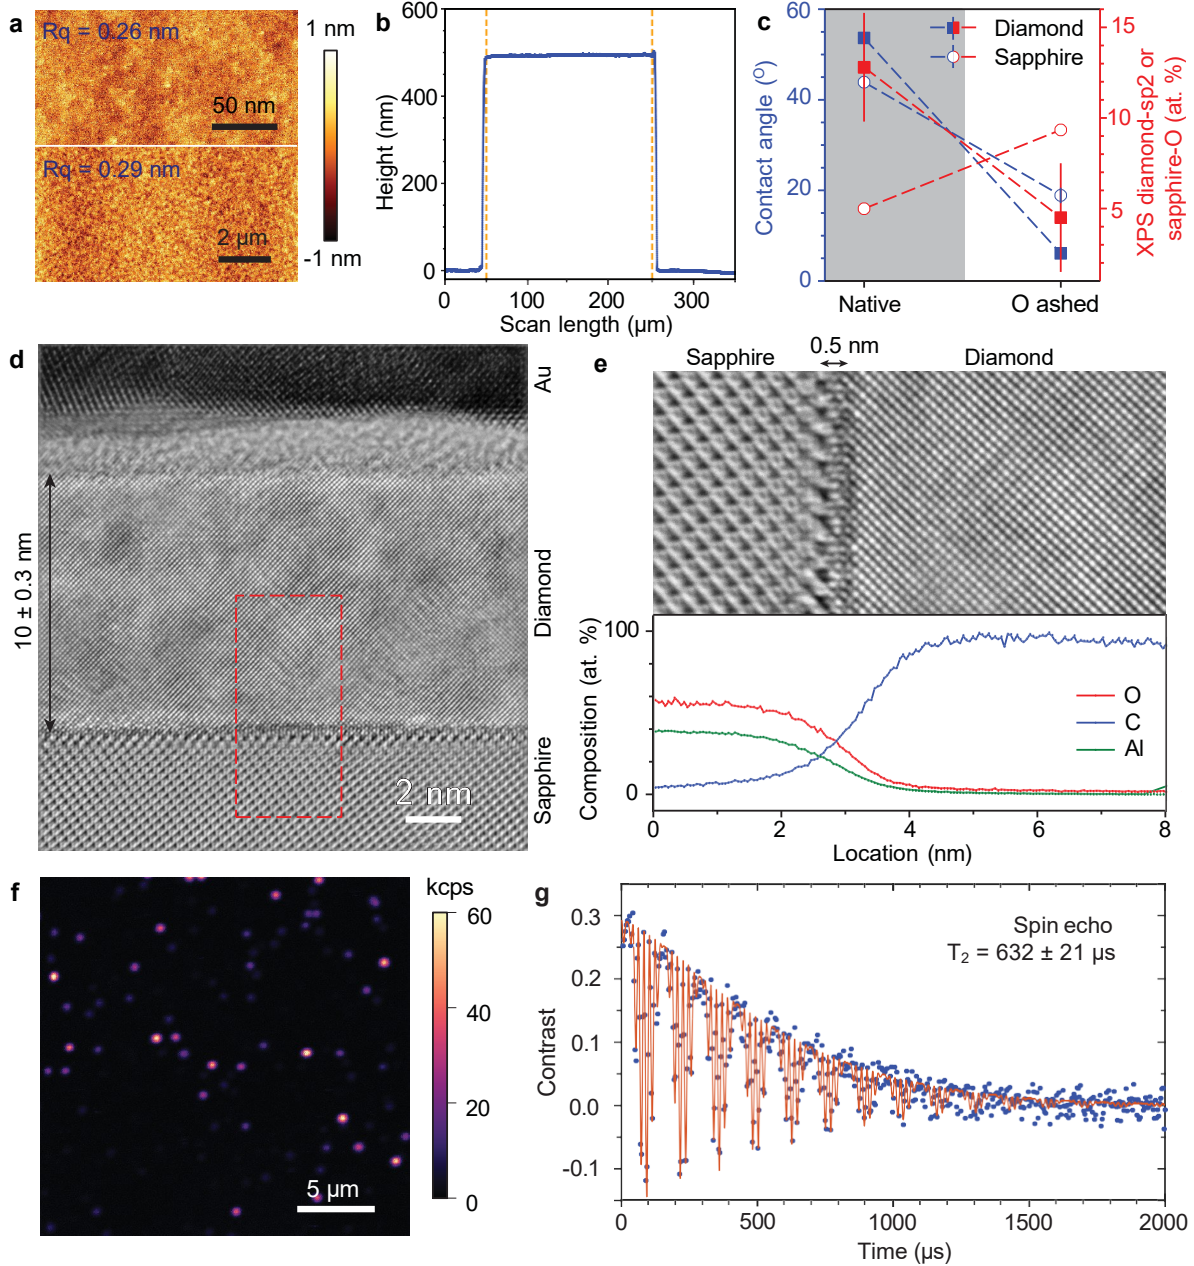 a
Rq = 0.26 nm
50 nm
Rq = 0.29 nm
2 µm
1 nm
-1 nm
b
600
400
200
0
Height (nm)
0
100
200
300
Scan length (µm)
c
60
40
20
0
Contact angle (°)
Diamond
Sapphire
15
10
5
XPS diamond-sp2 or
sapphire-O (at. %)
Native
O ashed
d
Au
Diamond
Sapphire
10 ± 0.3 nm
2 nm
e
Sapphire
0.5 nm
Diamond
100
0
Composition (at. %)
O
C
Al
0
2
4
6
8
Location (nm)
f
5 µm
kcps
60
40
20
0
g
0.3
0.2
0.1
0.0
-0.1
Contrast
Spin echo
T₂ = 632 ± 21 µs
0
500
1000
1500
2000
Time (µs)